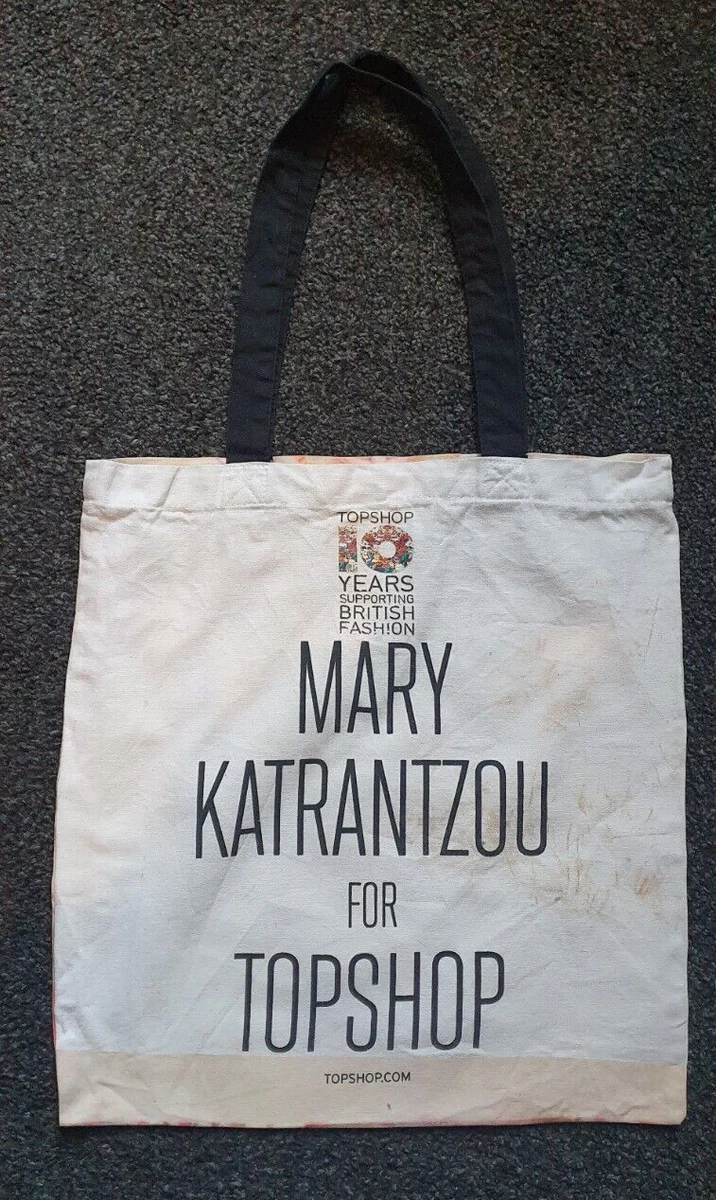 TOPSHOP
10
YEARS
SUPPORTING
BRITISH
FASH!ON
MARY
KATRANTZOU
FOR
TOPSHOP
TOPSHOP.COM